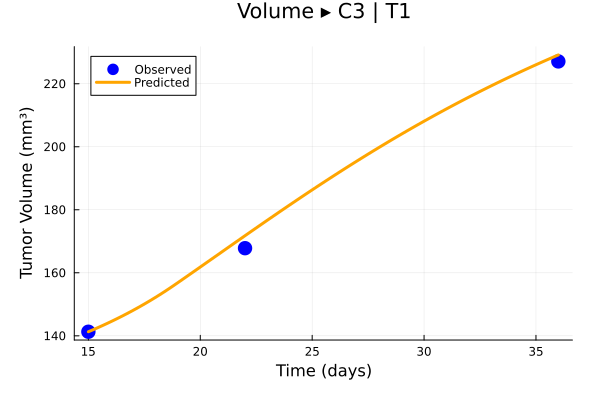 Volume ▸ C3 | T1
Observed
Predicted
Tumor Volume (mm³)
220
200
180
160
140
15
20
25
30
35
Time (days)